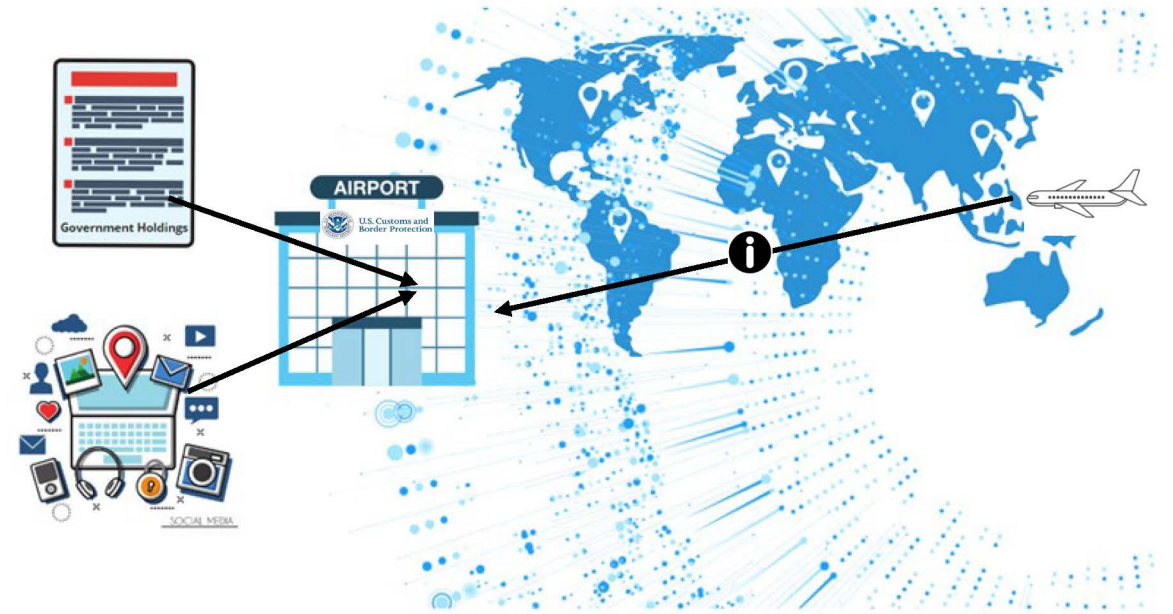 Government Holdings
AIRPORT
U.S. Customs and
Border Protection
SOCIAL MEDIA